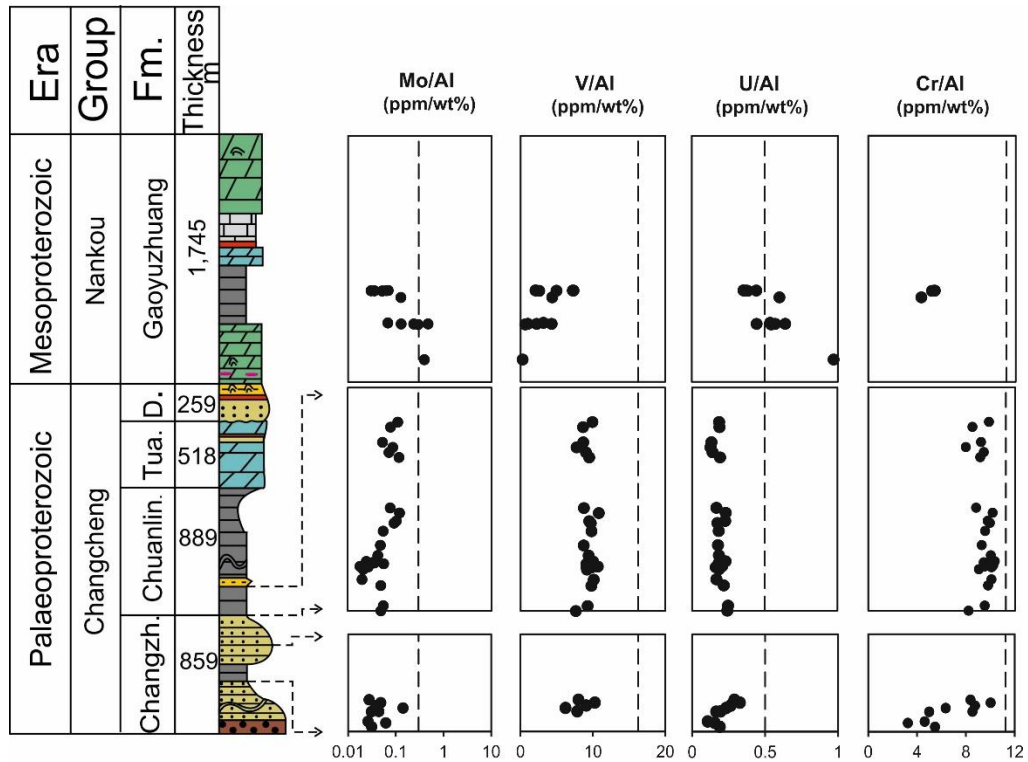 Era
Group
Fm.
Thickness
m
Mo/Al
(ppm/wt%)
V/Al
(ppm/wt%)
U/Al
(ppm/wt%)
Cr/Al
(ppm/wt%)
Mesoproterozoic
Nankou
Gaoyuzhuang
1,745
Palaeoproterozoic
Changcheng
D.
259
Tua.
518
Chuanlin.
889
Changzh.
859
0.01 0.1 1 10
0 10 20
0 0.5 1
0 4 8 12